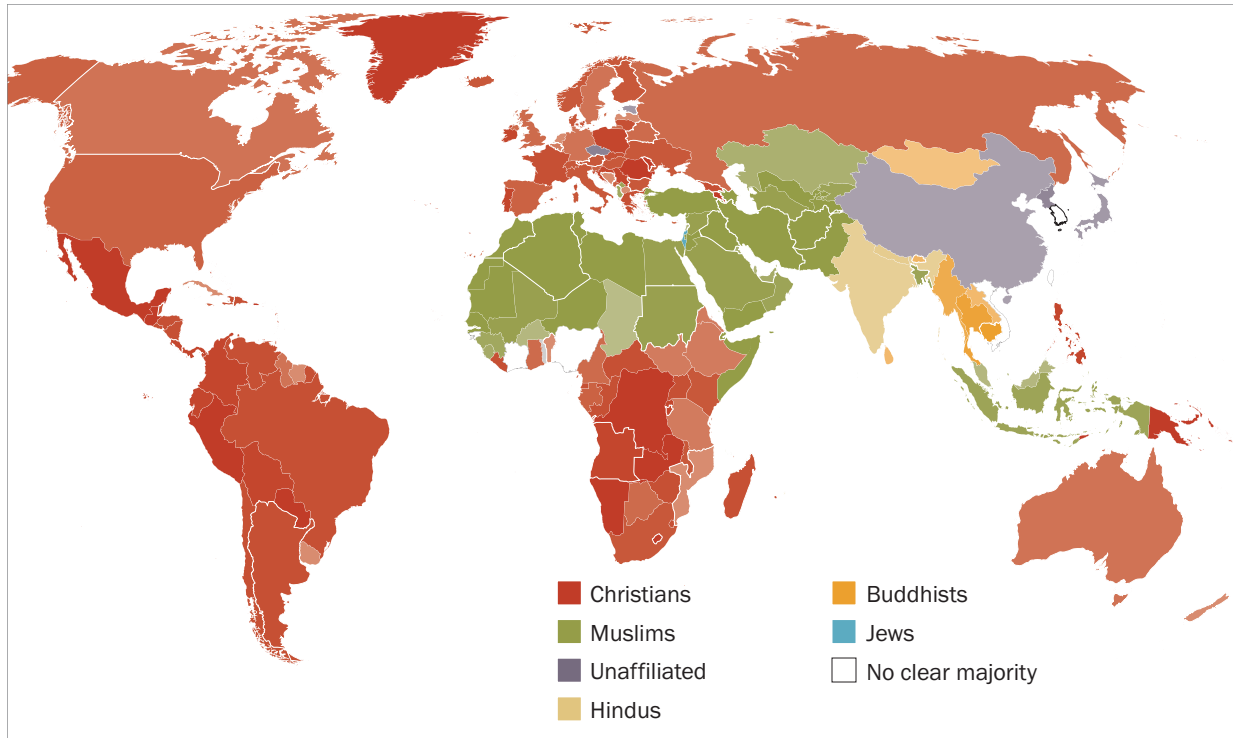 Christians
Muslims
Unaffiliated
Hindus
Buddhists
Jews
No clear majority